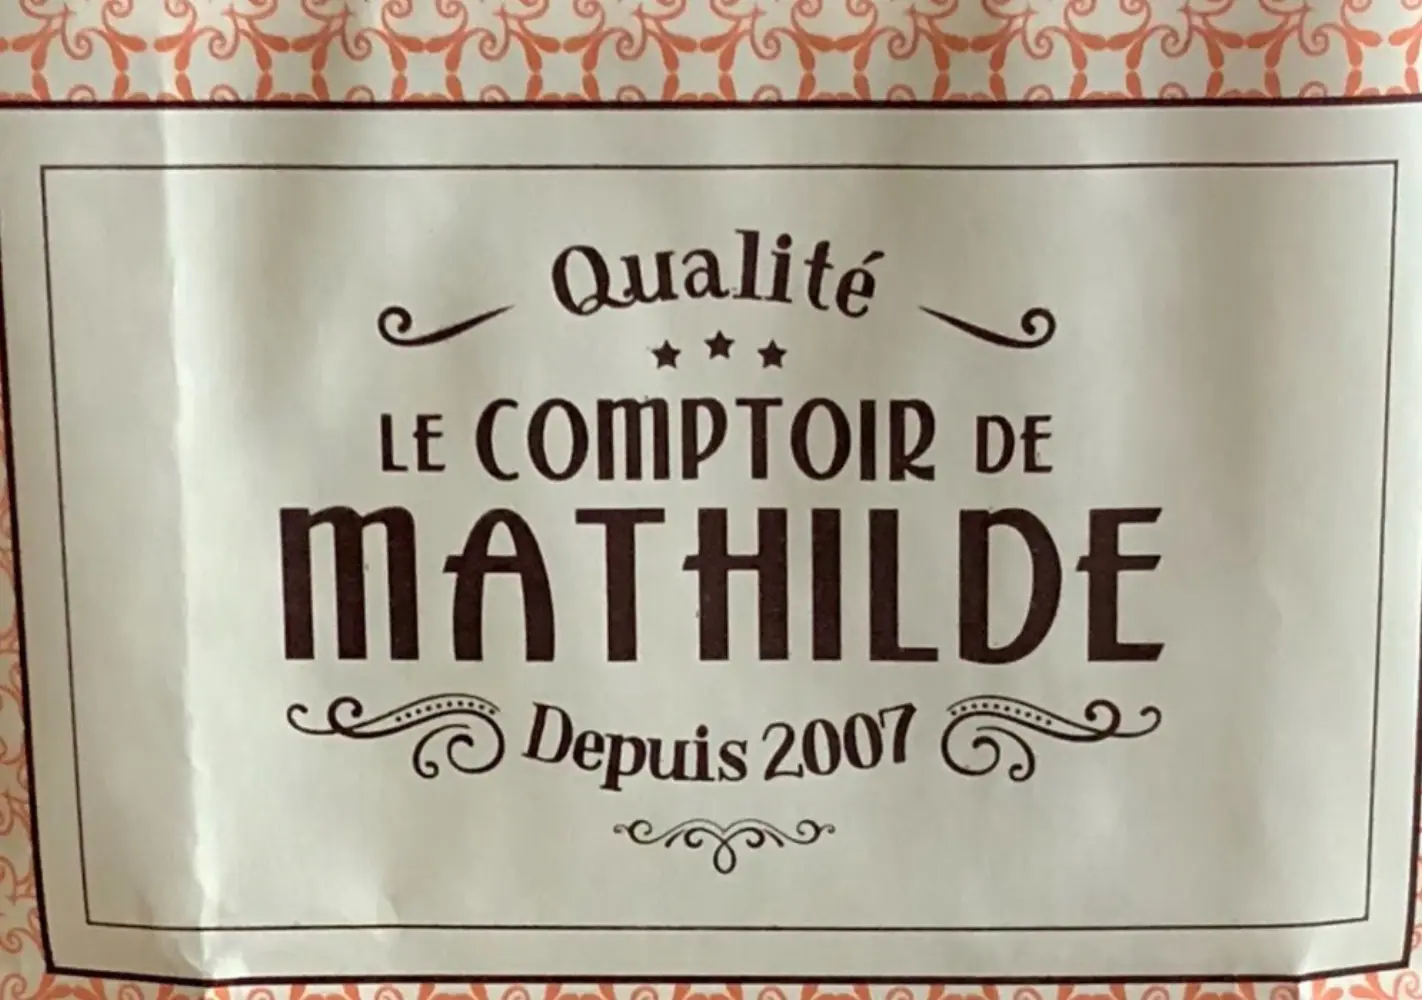 Qualité
LE COMPTOIR DE
MATHILDE
Depuis 2007